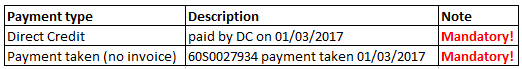 Payment type Description Note
Direct Credit paid by DC on 01/03/2017 Mandatory!
Payment taken (no invoice) 60S0027934 payment taken 01/03/2017 Mandatory!